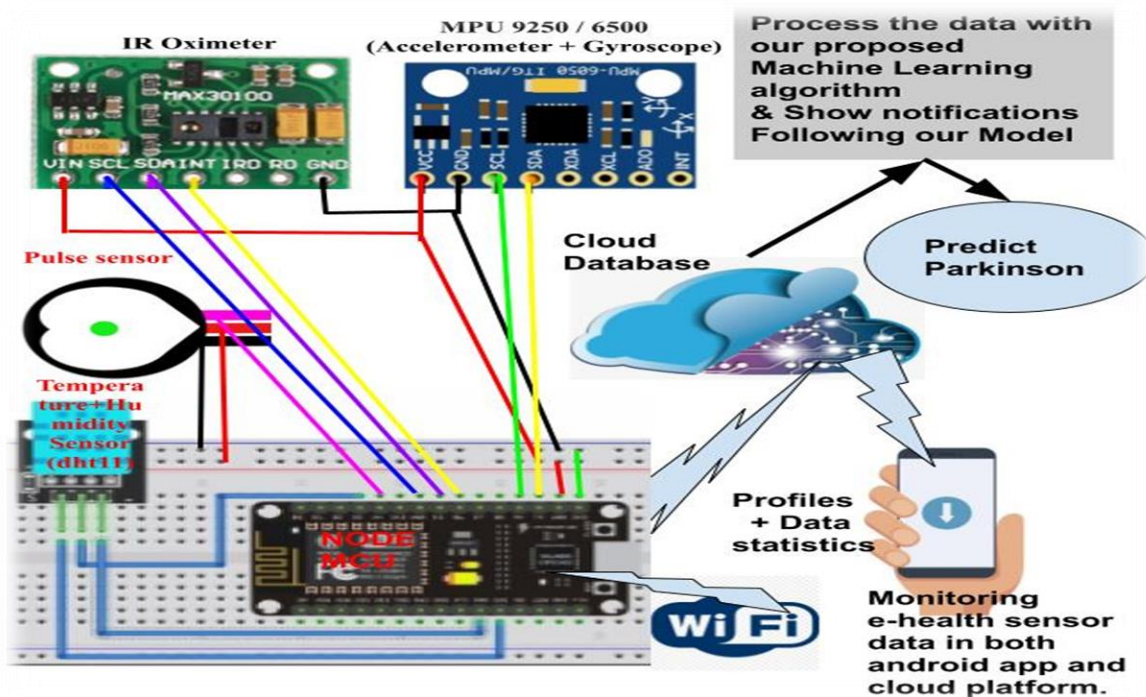 IR Oximeter
MAX30100
VIN SCL SDA INT IRD RD GND
MPU 9250 / 6500
(Accelerometer + Gyroscope)
MPU-6050 ITG/MPU
VCC GND SCL SDA XDA XCL ADO INT
Process the data with
our proposed
Machine Learning
algorithm
& Show notifications
Following our Model
Predict
Parkinson
Cloud
Database
Pulse sensor
Tempera
ture+Hu
midity
Sensor
(dht11)
NODE
MCU
Profiles
+ Data
statistics
Wi Fi
Monitoring
e-health sensor
data in both
android app and
cloud platform.